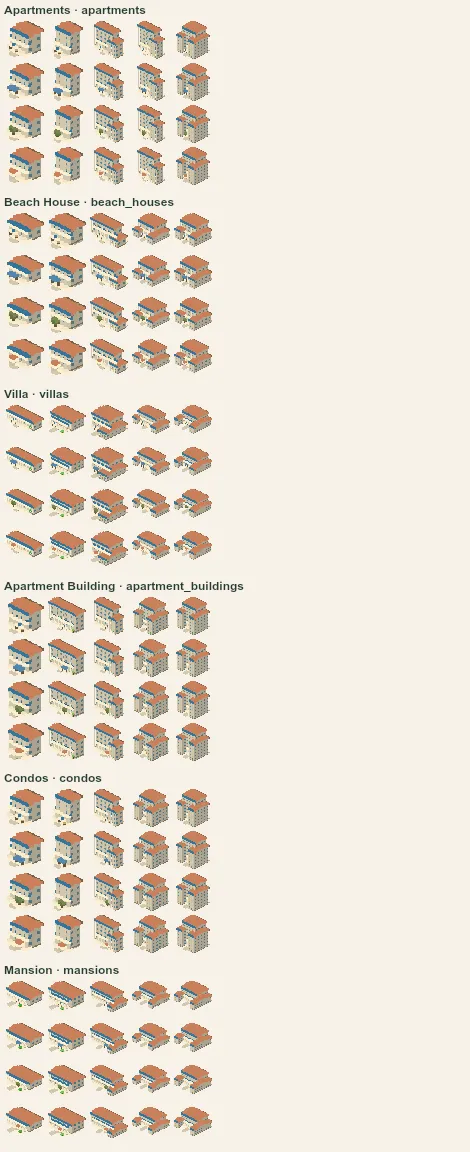 Apartments · apartments
Beach House · beach_houses
Villa · villas
Apartment Building · apartment_buildings
Condos · condos
Mansion · mansions